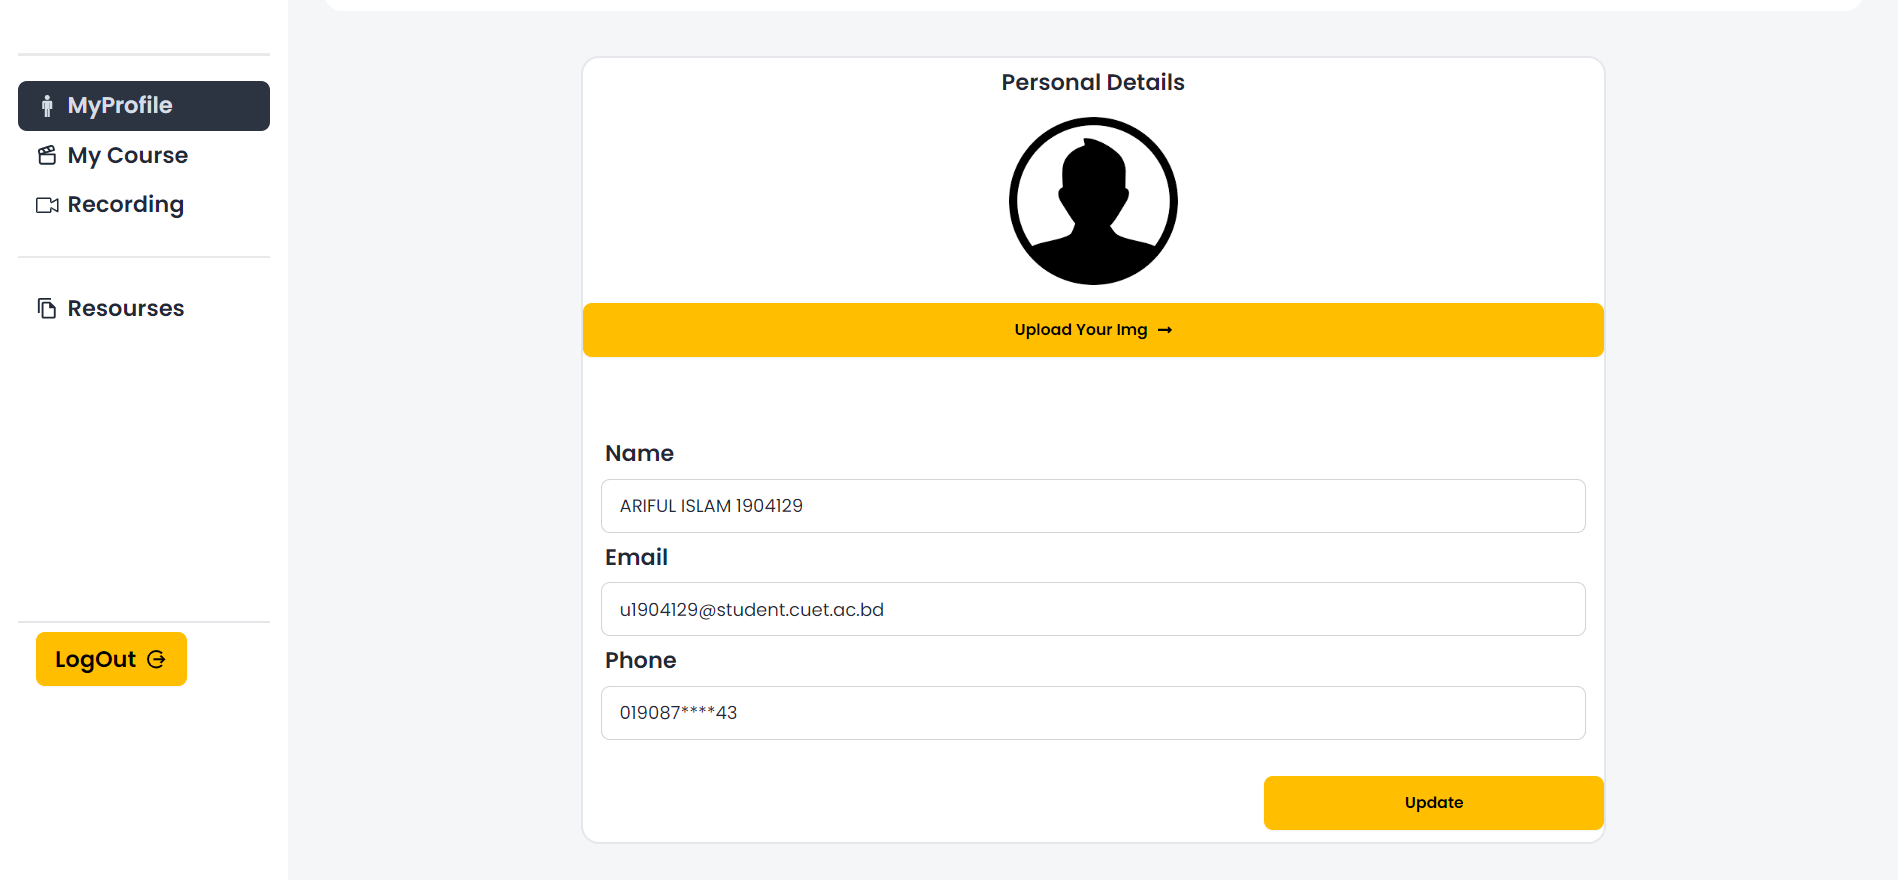 MyProfile
My Course
Recording
Resourses
LogOut
Personal Details
Upload Your Img →
Name
ARIFUL ISLAM 1904129
Email
u1904129@student.cuet.ac.bd
Phone
019087****43
Update